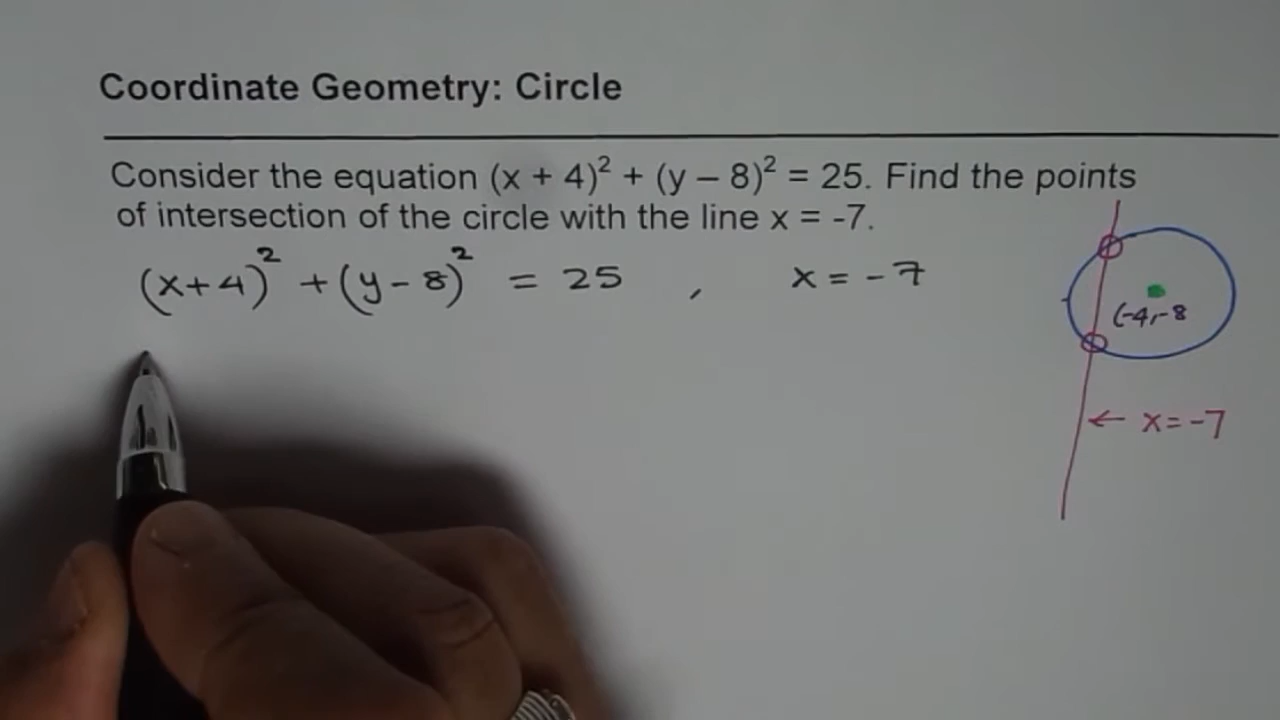 Coordinate Geometry: Circle
Consider the equation (x + 4)² + (y – 8)² = 25. Find the points
of intersection of the circle with the line x = -7.
(x+4)² + (y-8)² = 25 , x = -7
(-4,-8
← x=-7